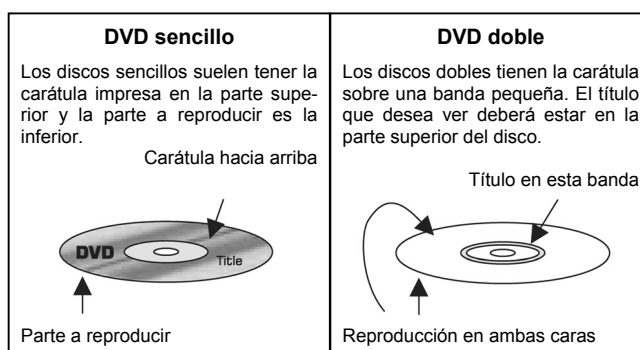 DVD sencillo
Los discos sencillos suelen tener la
carátula impresa en la parte supe-
rior y la parte a reproducir es la
inferior.
Carátula hacia arriba
DVD
Title
Parte a reproducir
DVD doble
Los discos dobles tienen la carátula
sobre una banda pequeña. El título
que desea ver deberá estar en la
parte superior del disco.
Título en esta banda
Reproducción en ambas caras